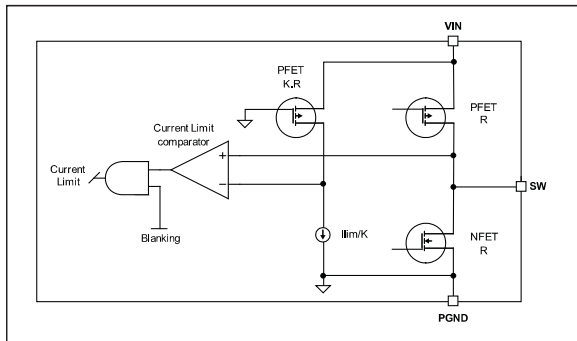 VIN
PFET
K.R
PFET
R
Current Limit
comparator
+
−
Current
Limit
Blanking
Ilim/K
SW
NFET
R
PGND